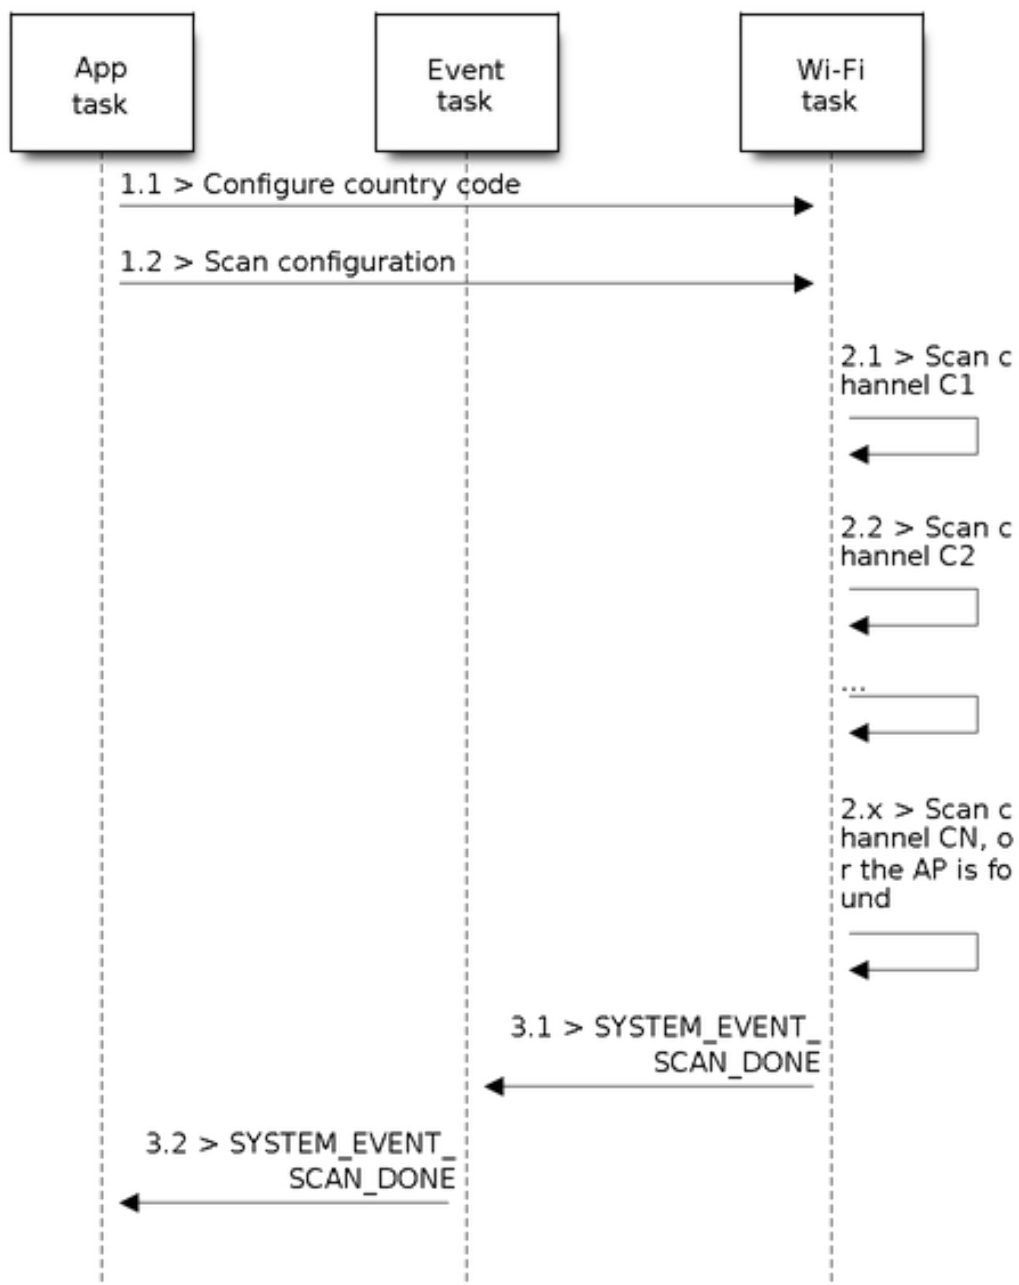 App
task
Event
task
Wi-Fi
task
1.1 > Configure country code
1.2 > Scan configuration
2.1 > Scan c
hannel C1
2.2 > Scan c
hannel C2
...
2.x > Scan c
hannel CN, o
r the AP is fo
und
3.1 > SYSTEM_EVENT_
SCAN_DONE
3.2 > SYSTEM_EVENT_
SCAN_DONE